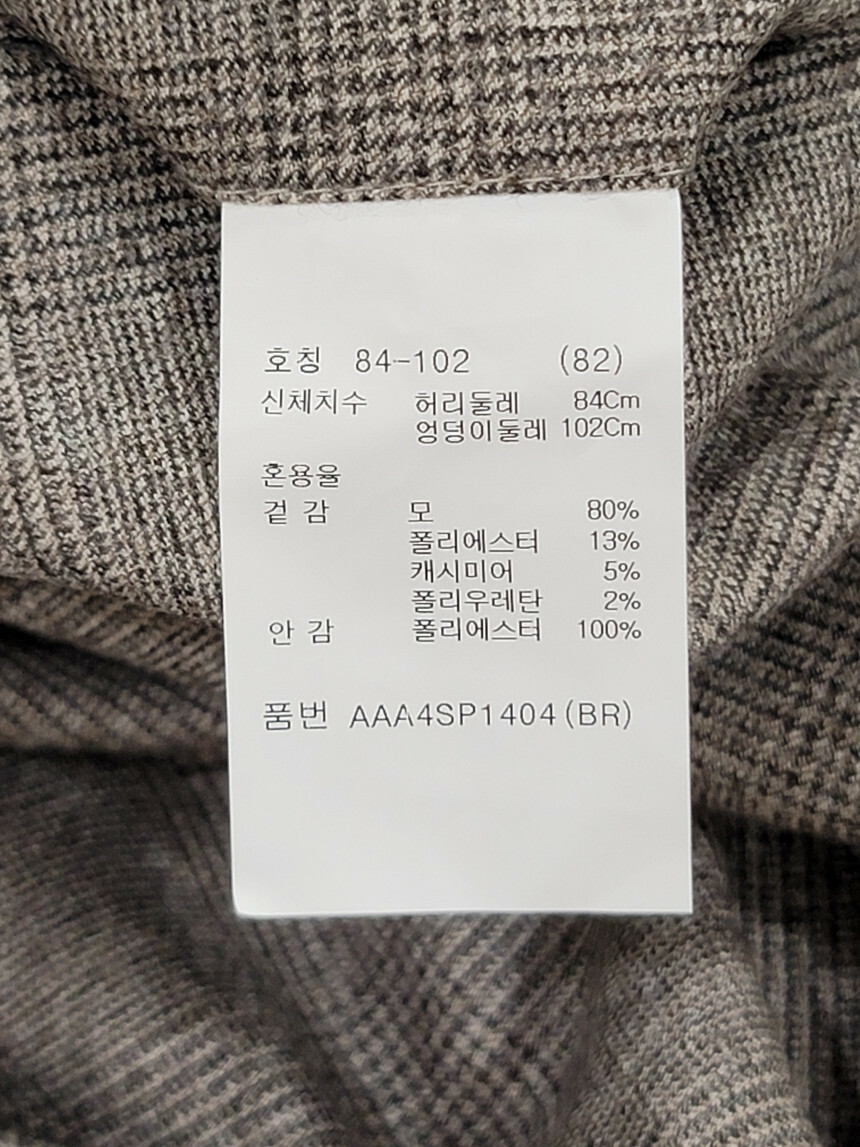 호칭 84-102 (82)
신체치수 허리둘레 84Cm
엉덩이둘레 102Cm
혼용율
겉 감 모 80%
폴리에스터 13%
캐시미어 5%
폴리우레탄 2%
안 감 폴리에스터 100%
품번 AAA4SP1404(BR)